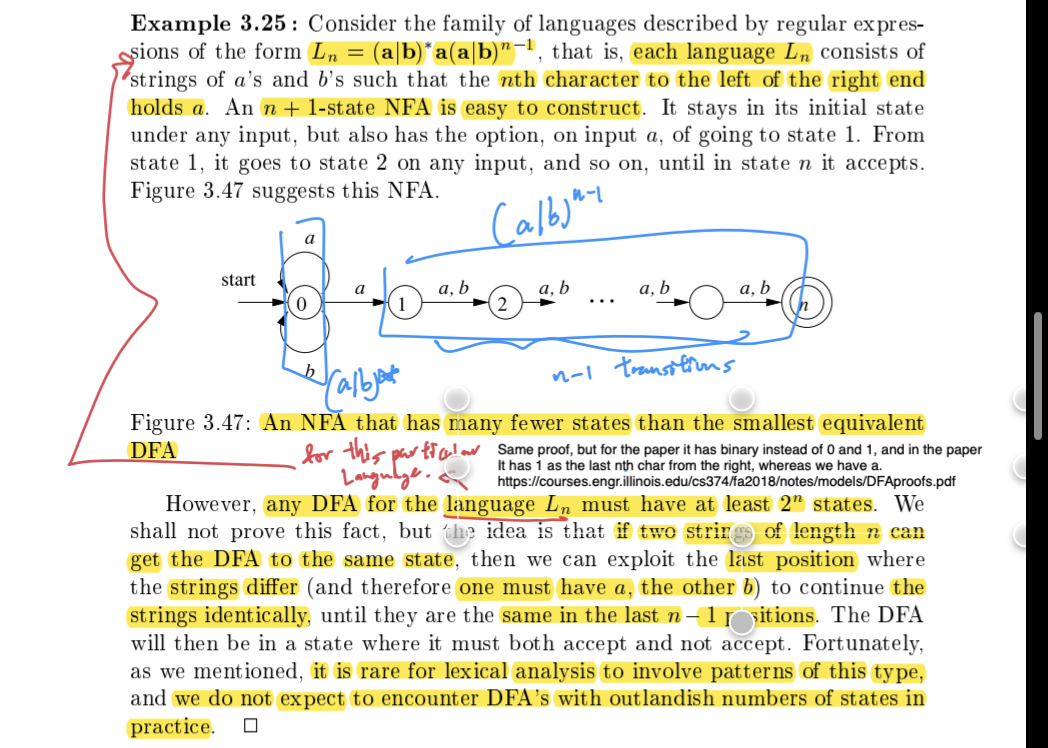 Example 3.25 : Consider the family of languages described by regular expres-
sions of the form Lₙ = (a|b)*a(a|b)ⁿ⁻¹, that is, each language Lₙ consists of
strings of a's and b's such that the nth character to the left of the right end
holds a. An n + 1-state NFA is easy to construct. It stays in its initial state
under any input, but also has the option, on input a, of going to state 1. From
state 1, it goes to state 2 on any input, and so on, until in state n it accepts.
Figure 3.47 suggests this NFA.
(a|b)ⁿ⁻¹
a
start
0
a
1
a, b
2
a, b
...
a, b
a, b
n
b
(a|b)*
n-1 transitions
Figure 3.47: An NFA that has many fewer states than the smallest equivalent
DFA
for this particular
Language.
Same proof, but for the paper it has binary instead of 0 and 1, and in the paper
It has 1 as the last nth char from the right, whereas we have a.
https://courses.engr.illinois.edu/cs374/fa2018/notes/models/DFAproofs.pdf
However, any DFA for the language Lₙ must have at least 2ⁿ states. We
shall not prove this fact, but the idea is that if two strings of length n can
get the DFA to the same state, then we can exploit the last position where
the strings differ (and therefore one must have a, the other b) to continue the
strings identically, until they are the same in the last n − 1 positions. The DFA
will then be in a state where it must both accept and not accept. Fortunately,
as we mentioned, it is rare for lexical analysis to involve patterns of this type,
and we do not expect to encounter DFA's with outlandish numbers of states in
practice. □